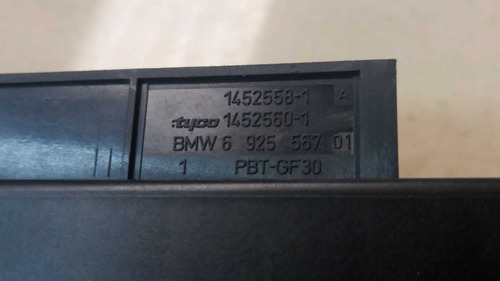 1452558-1 A
tyco 1452560-1
BMW 6 925 567 01
1 PBT-GF30